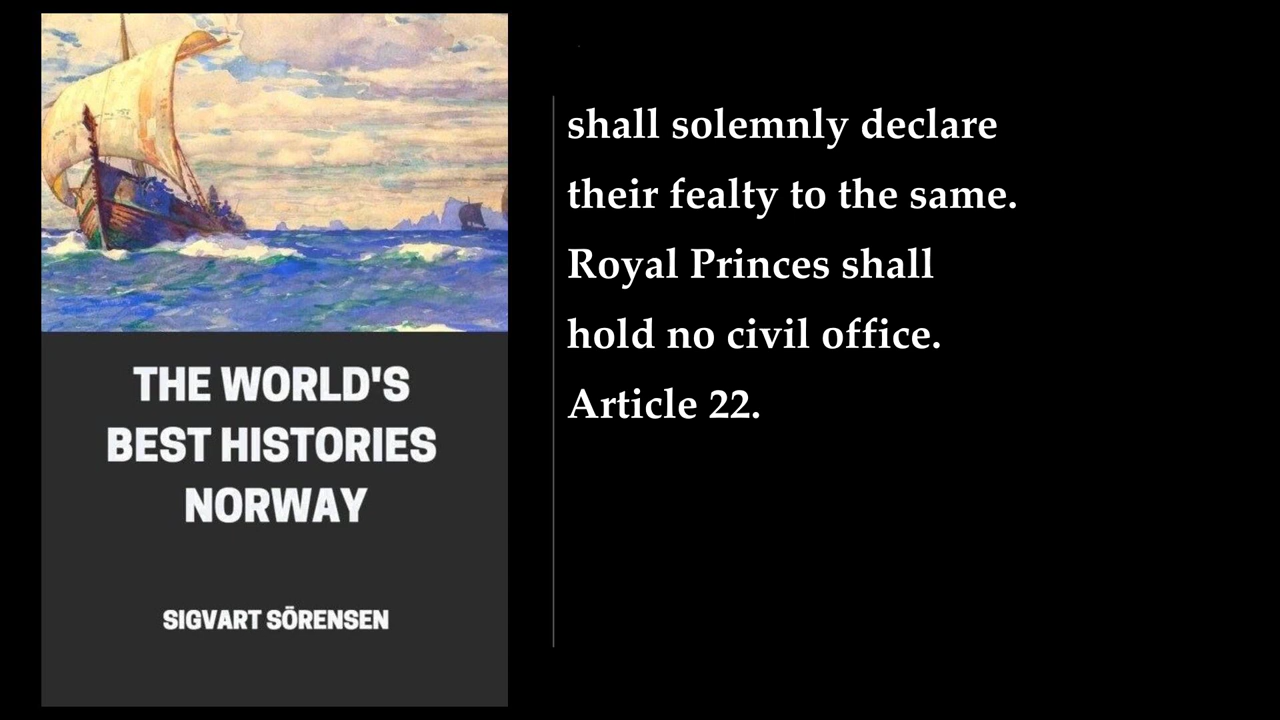 THE WORLD'S
BEST HISTORIES
NORWAY
SIGVART SÖRENSEN
shall solemnly declare
their fealty to the same.
Royal Princes shall
hold no civil office.
Article 22.